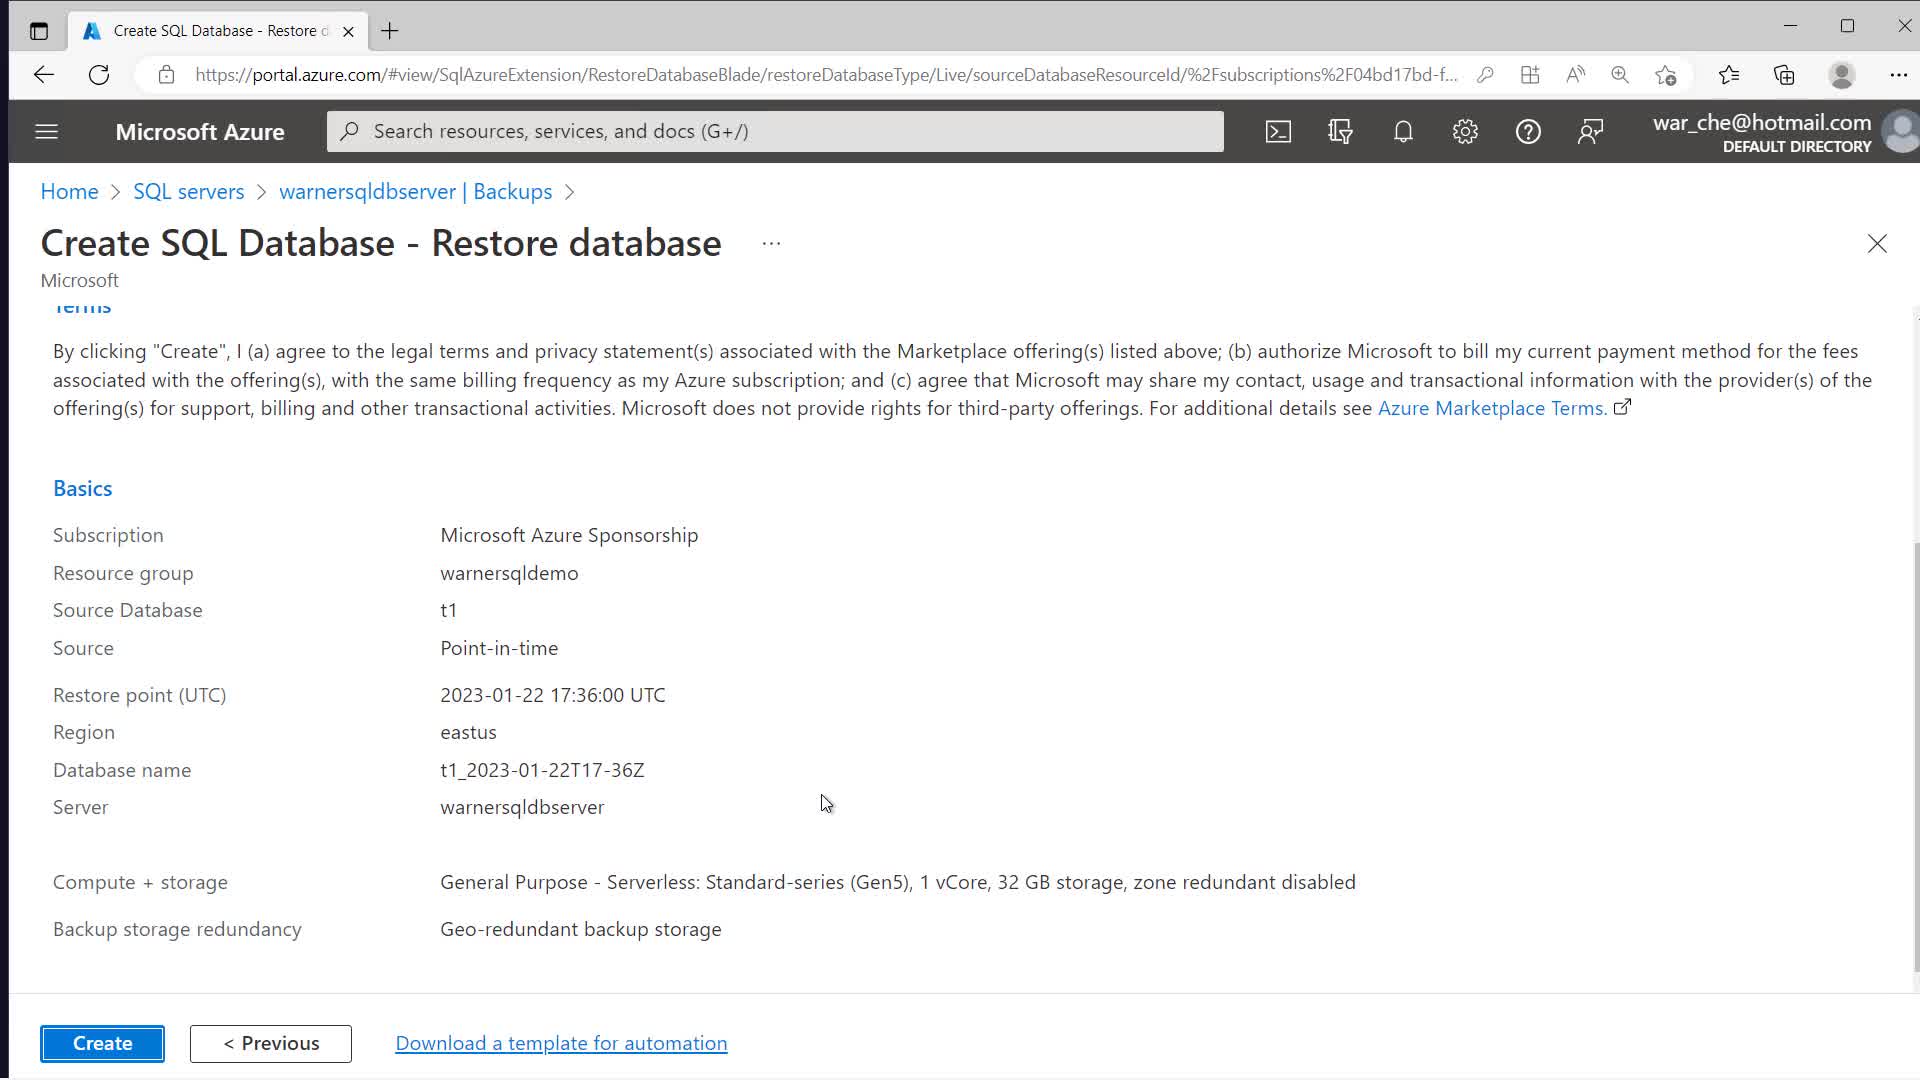 Create SQL Database - Restore d
https://portal.azure.com/#view/SqlAzureExtension/RestoreDatabaseBlade/restoreDatabaseType/Live/sourceDatabaseResourceId/%2Fsubscriptions%2F04bd17bd-f...
Microsoft Azure
Search resources, services, and docs (G+/)
war_che@hotmail.com
DEFAULT DIRECTORY
Home > SQL servers > warnersqldbserver | Backups >
Create SQL Database - Restore database ...
Microsoft
Terms
By clicking "Create", I (a) agree to the legal terms and privacy statement(s) associated with the Marketplace offering(s) listed above; (b) authorize Microsoft to bill my current payment method for the fees
associated with the offering(s), with the same billing frequency as my Azure subscription; and (c) agree that Microsoft may share my contact, usage and transactional information with the provider(s) of the
offering(s) for support, billing and other transactional activities. Microsoft does not provide rights for third-party offerings. For additional details see Azure Marketplace Terms.
Basics
Subscription Microsoft Azure Sponsorship
Resource group warnersqldemo
Source Database t1
Source Point-in-time
Restore point (UTC) 2023-01-22 17:36:00 UTC
Region eastus
Database name t1_2023-01-22T17-36Z
Server warnersqldbserver
Compute + storage General Purpose - Serverless: Standard-series (Gen5), 1 vCore, 32 GB storage, zone redundant disabled
Backup storage redundancy Geo-redundant backup storage
Create < Previous Download a template for automation